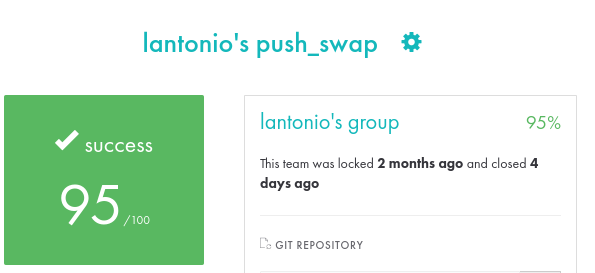 lantonio's push_swap
success
95 /100
lantonio's group 95%
This team was locked 2 months ago and closed 4
days ago
GIT REPOSITORY